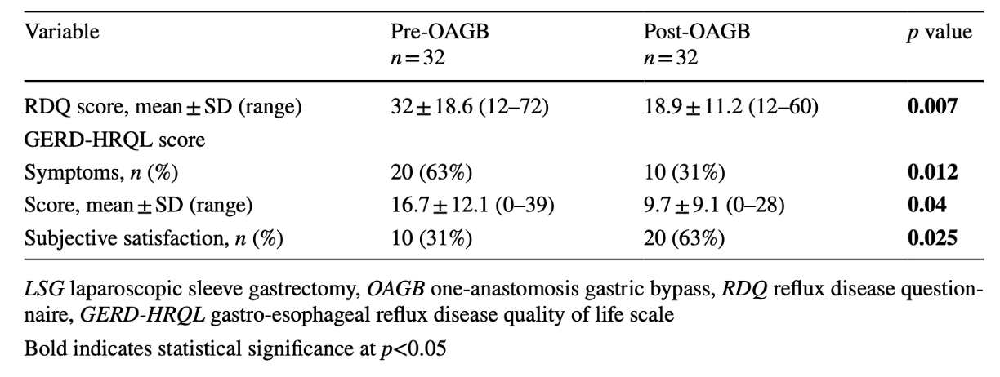 Variable Pre-OAGB Post-OAGB p value
n = 32 n = 32
RDQ score, mean ± SD (range) 32 ± 18.6 (12–72) 18.9 ± 11.2 (12–60) 0.007
GERD-HRQL score
Symptoms, n (%) 20 (63%) 10 (31%) 0.012
Score, mean ± SD (range) 16.7 ± 12.1 (0–39) 9.7 ± 9.1 (0–28) 0.04
Subjective satisfaction, n (%) 10 (31%) 20 (63%) 0.025
LSG laparoscopic sleeve gastrectomy, OAGB one-anastomosis gastric bypass, RDQ reflux disease question-
naire, GERD-HRQL gastro-esophageal reflux disease quality of life scale
Bold indicates statistical significance at p<0.05